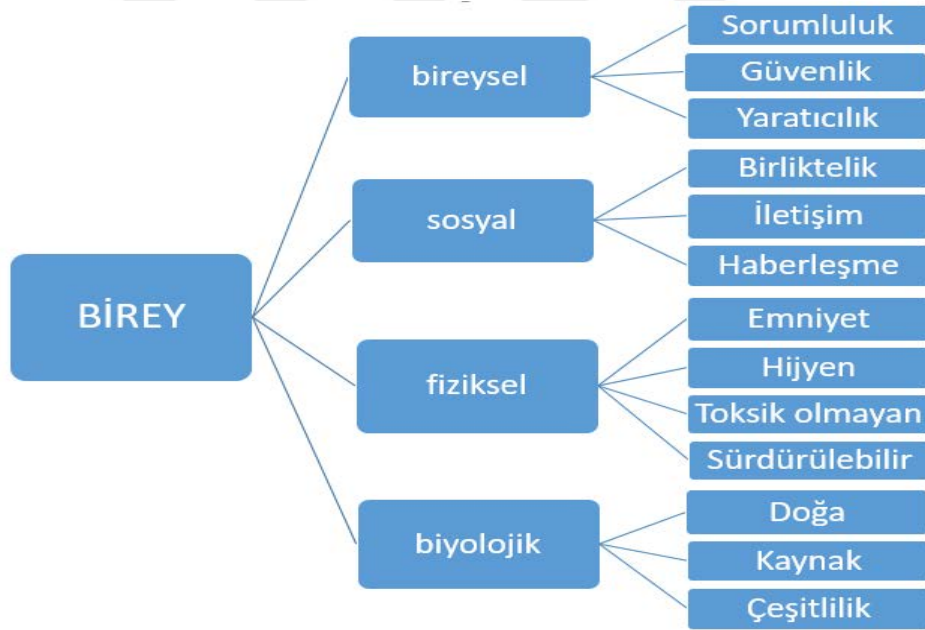 BİREY
bireysel
Sorumluluk
Güvenlik
Yaratıcılık
sosyal
Birliktelik
İletişim
Haberleşme
fiziksel
Emniyet
Hijyen
Toksik olmayan
Sürdürülebilir
biyolojik
Doğa
Kaynak
Çeşitlilik